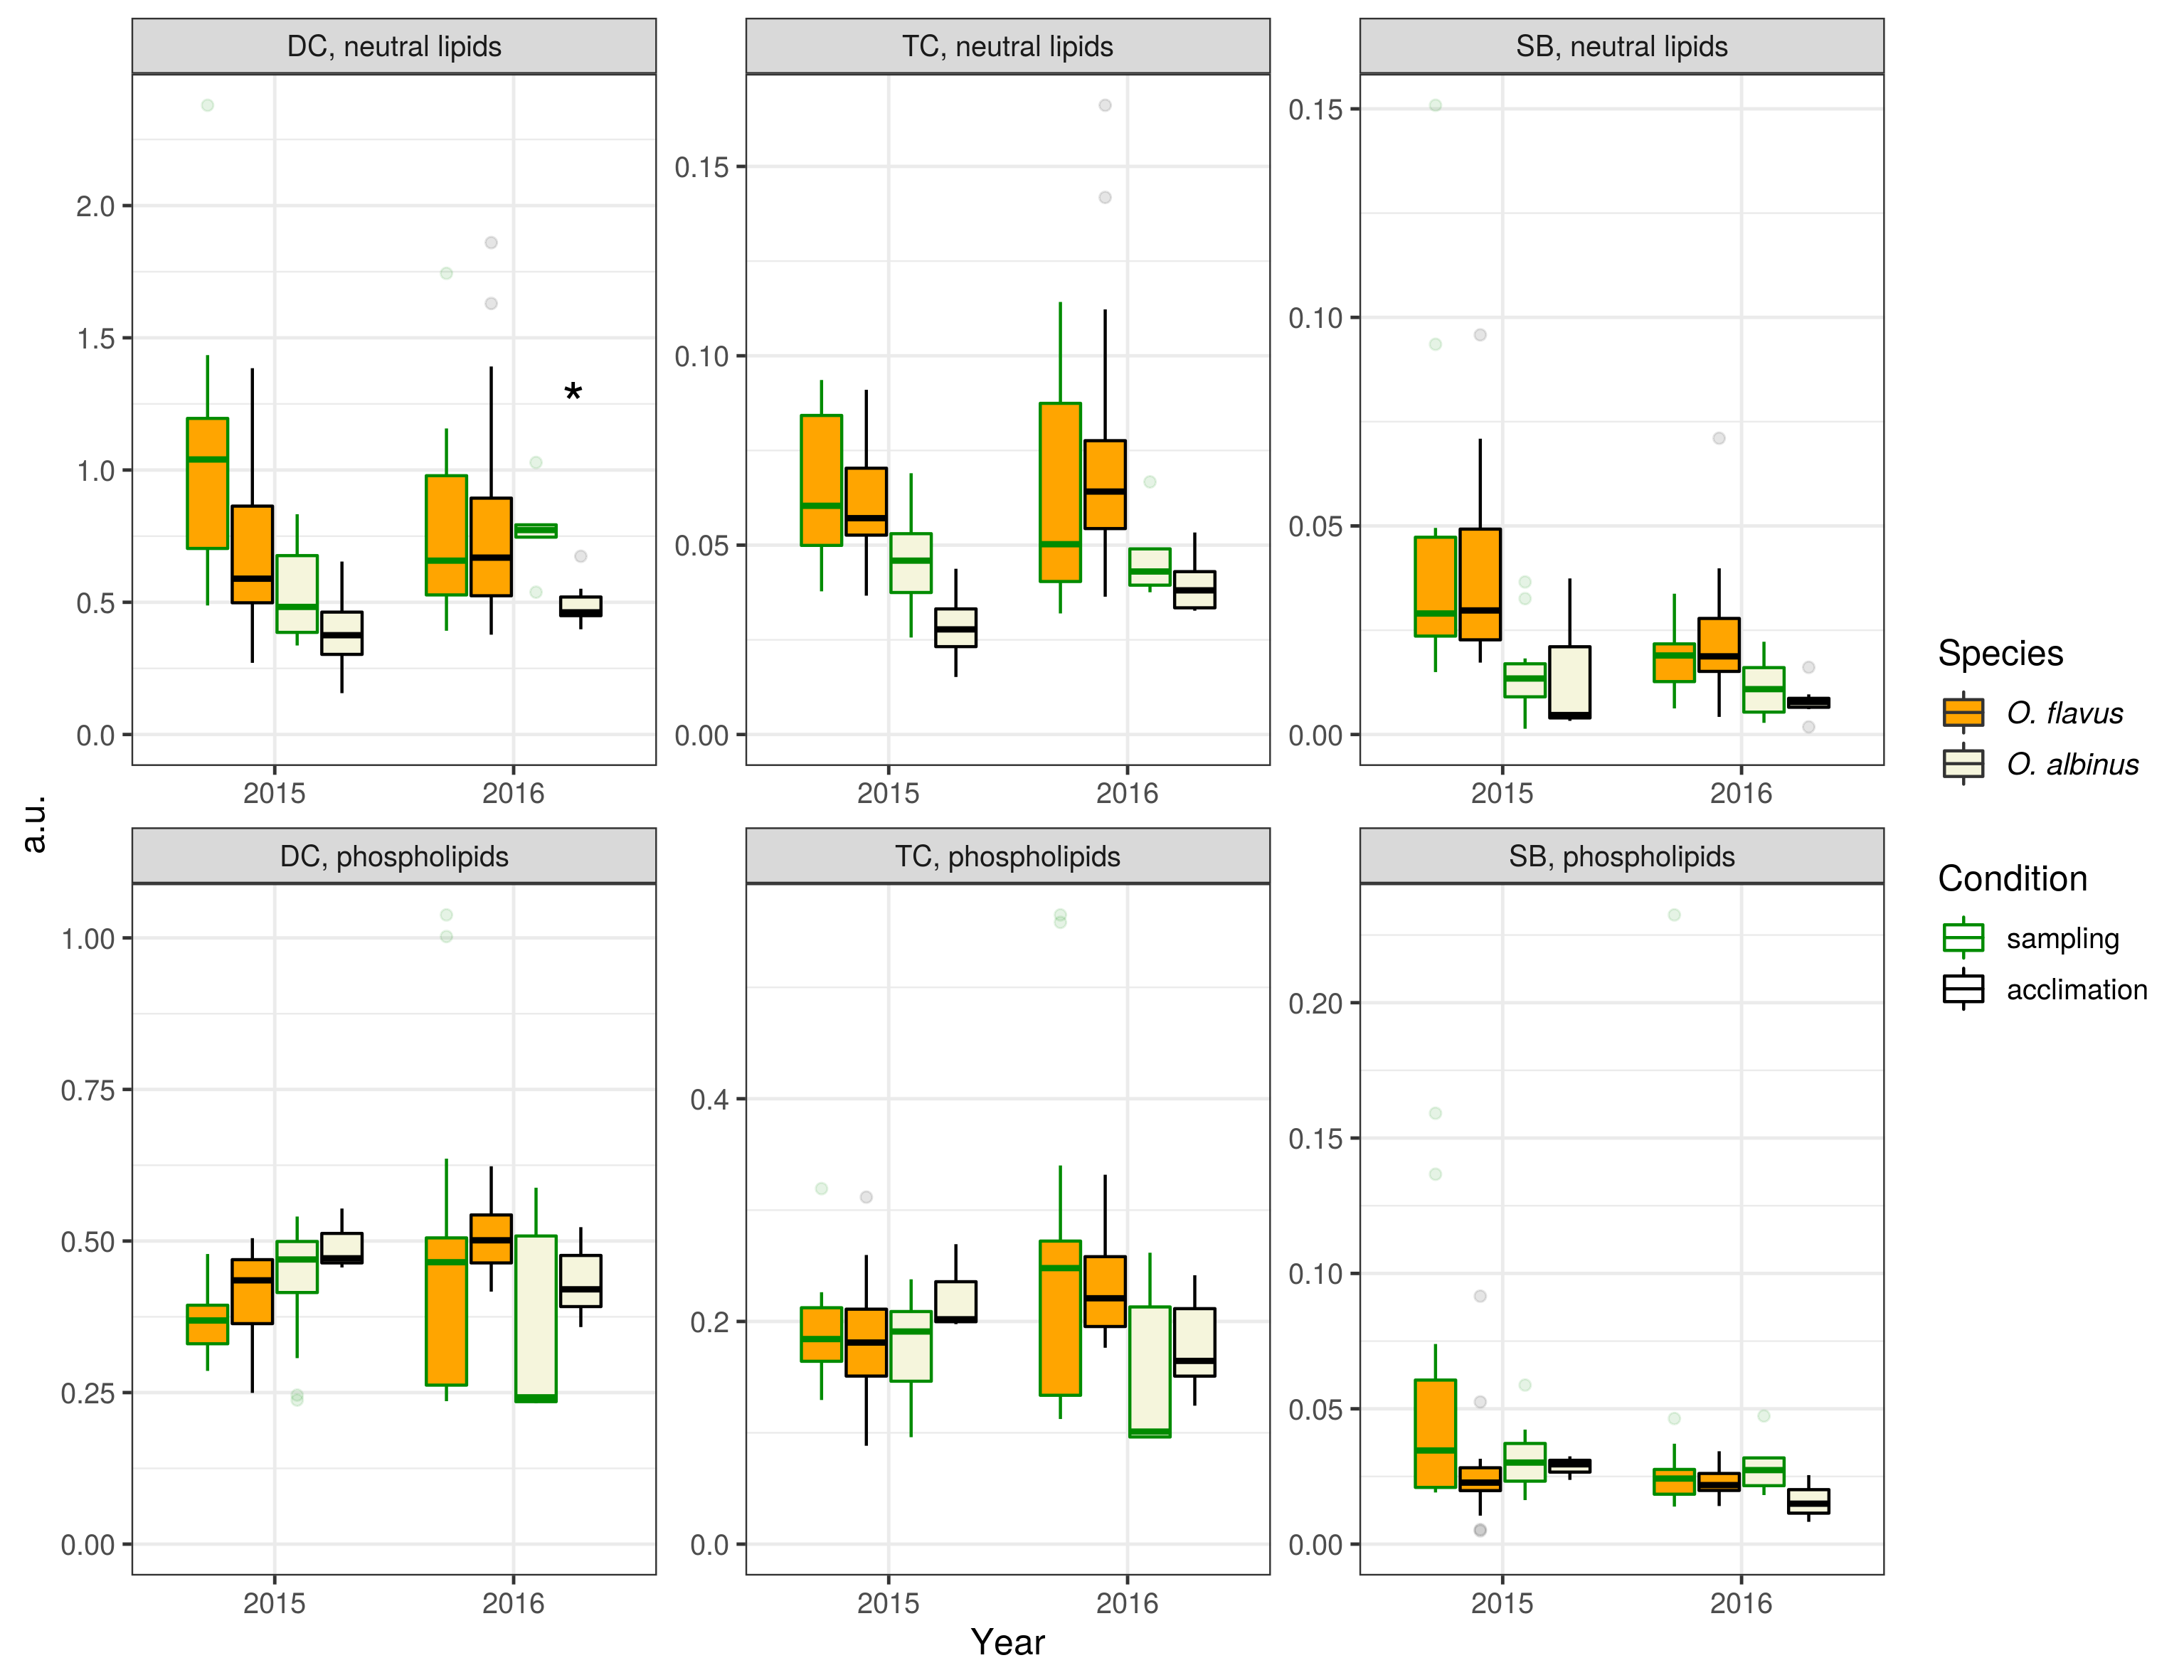 DC, neutral lipids
TC, neutral lipids
SB, neutral lipids
2.0
1.5
1.0
0.5
0.0
*
0.15
0.10
0.05
0.00
0.15
0.10
0.05
0.00
2015
2016
2015
2016
2015
2016
a.u.
DC, phospholipids
TC, phospholipids
SB, phospholipids
1.00
0.75
0.50
0.25
0.00
0.4
0.2
0.0
0.20
0.15
0.10
0.05
0.00
2015
2016
2015
2016
2015
2016
Year
Species
O. flavus
O. albinus
Condition
sampling
acclimation